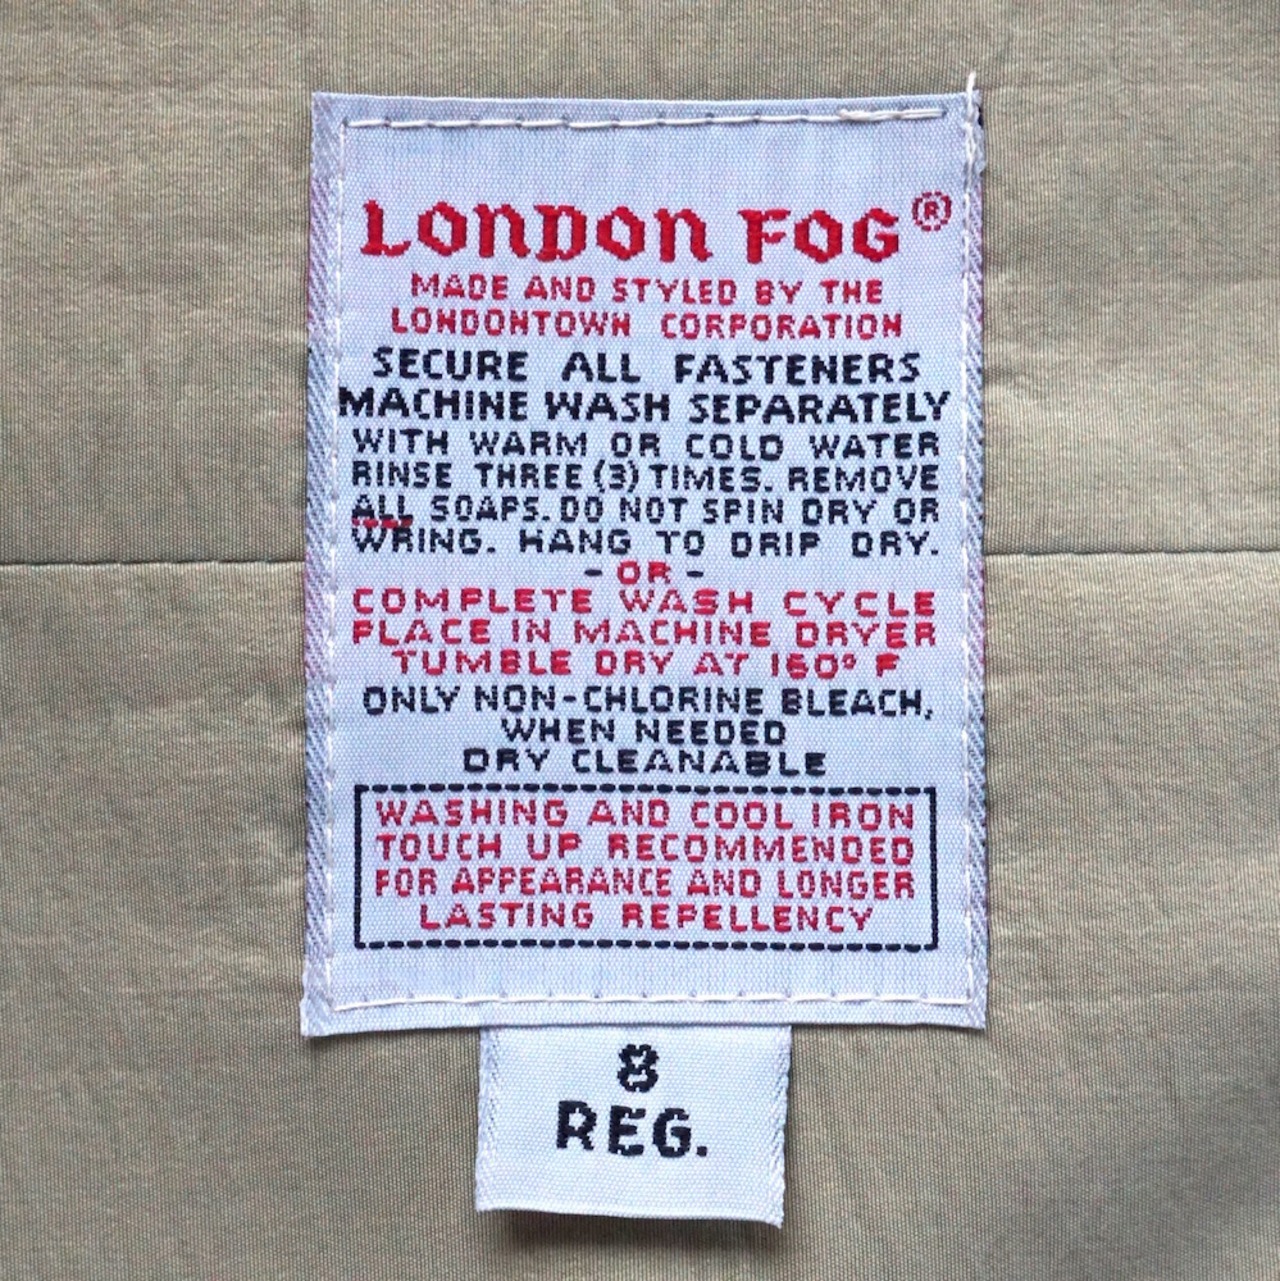 LONDON FOG®
MADE AND STYLED BY THE
LONDONTOWN CORPORATION
SECURE ALL FASTENERS
MACHINE WASH SEPARATELY
WITH WARM OR COLD WATER
RINSE THREE (3) TIMES. REMOVE
ALL SOAPS. DO NOT SPIN DRY OR
WRING. HANG TO DRIP DRY.
-OR-
COMPLETE WASH CYCLE
PLACE IN MACHINE DRYER
TUMBLE DRY AT 160° F
ONLY NON-CHLORINE BLEACH,
WHEN NEEDED
DRY CLEANABLE
WASHING AND COOL IRON
TOUCH UP RECOMMENDED
FOR APPEARANCE AND LONGER
LASTING REPELLENCY
8
REG.